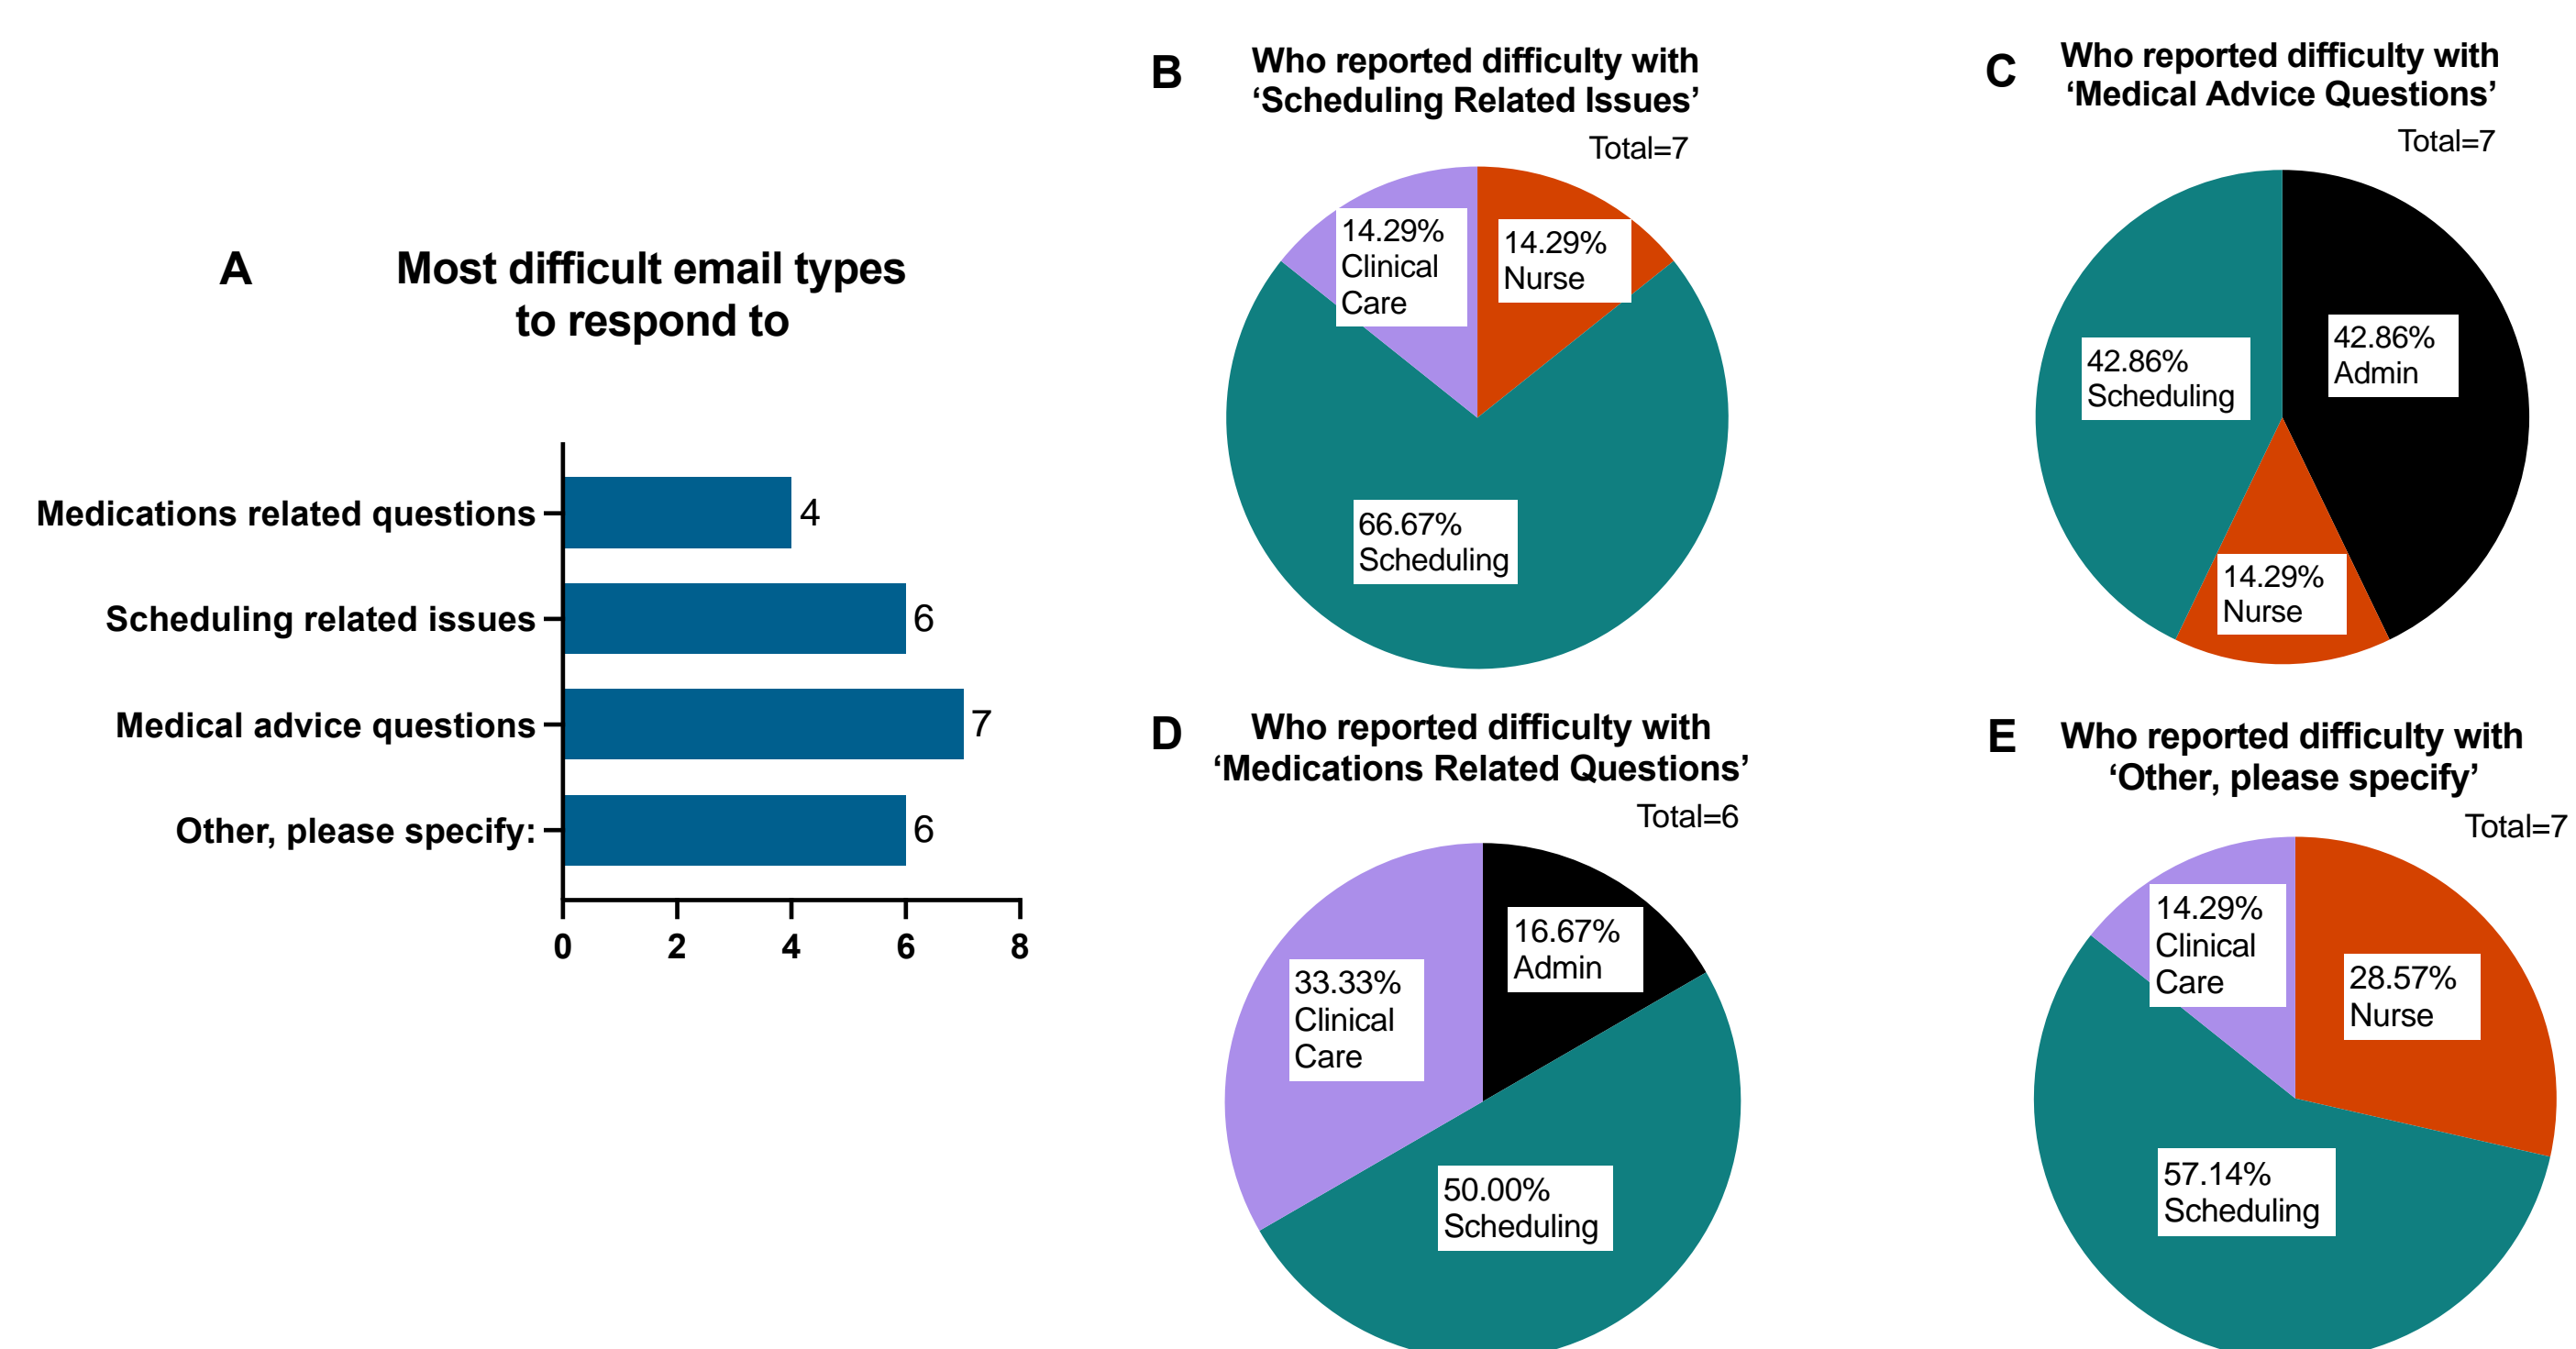 A
Most difficult email types
to respond to
Medications related questions
4
Scheduling related issues
6
Medical advice questions
7
Other, please specify:
6
0 2 4 6 8
B
Who reported difficulty with
‘Scheduling Related Issues’
Total=7
14.29%
Clinical
Care
14.29%
Nurse
66.67%
Scheduling
C
Who reported difficulty with
‘Medical Advice Questions’
Total=7
42.86%
Scheduling
42.86%
Admin
14.29%
Nurse
D
Who reported difficulty with
‘Medications Related Questions’
Total=6
33.33%
Clinical
Care
16.67%
Admin
50.00%
Scheduling
E
Who reported difficulty with
‘Other, please specify’
Total=7
14.29%
Clinical
Care
28.57%
Nurse
57.14%
Scheduling